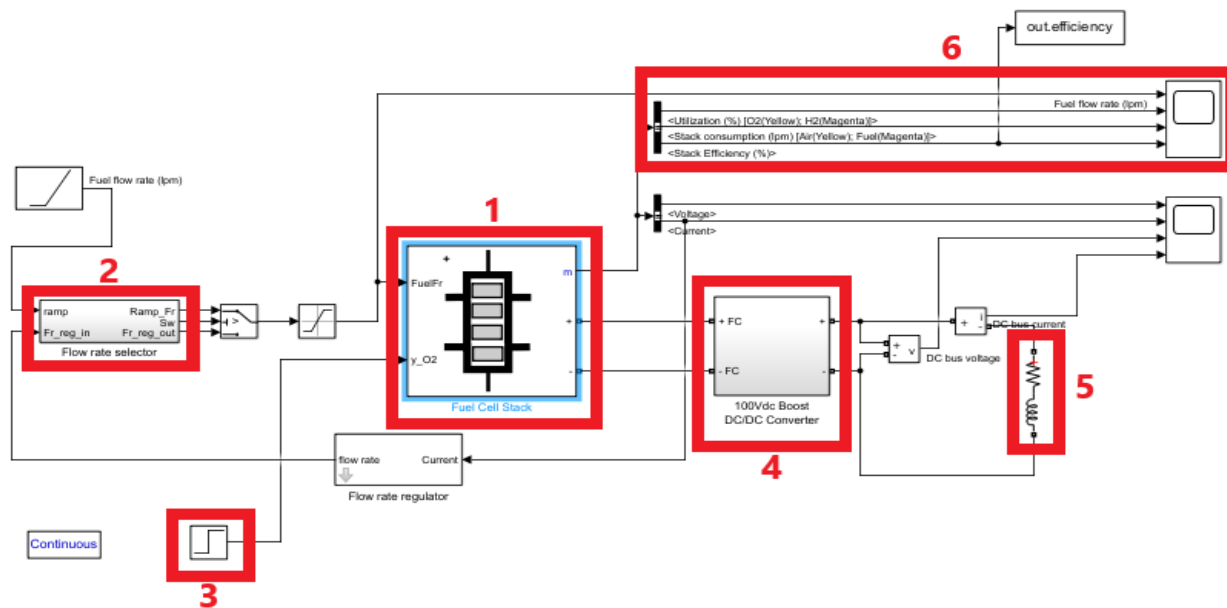 out.efficiency
6
Fuel flow rate (lpm)
<Utilization (%) [O2(Yellow); H2(Magenta)]>
<Stack consumption (lpm) [Air(Yellow); Fuel(Magenta)]>
<Stack Efficiency (%)>
Fuel flow rate (lpm)
1
<Voltage>
<Current>
2
+
m
FuelFr
ramp
Ramp_Fr
Sw
Fr_reg_in
Fr_reg_out
>
Flow rate selector
+
+ FC
+
+
i
-
DC bus current
+
-
v
DC bus voltage
y_O2
-
- FC
-
+
5
Fuel Cell Stack
100Vdc Boost
DC/DC Converter
4
flow rate
Current
Flow rate regulator
Continuous
3